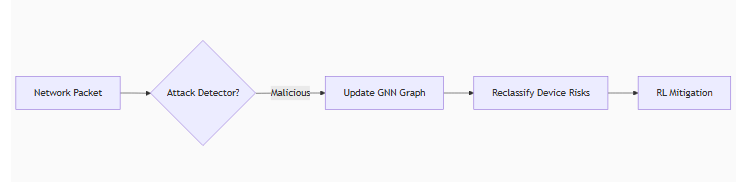 Network Packet
Attack Detector?
Malicious
Update GNN Graph
Reclassify Device Risks
RL Mitigation